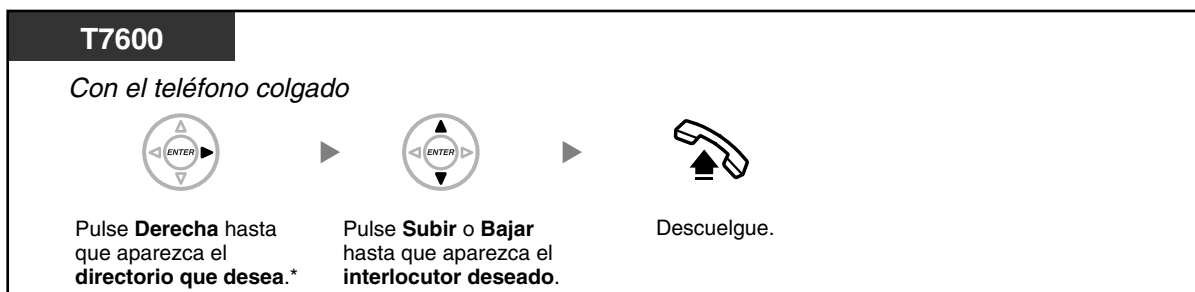 T7600
Con el teléfono colgado
ENTER
ENTER
Pulse Derecha hasta
que aparezca el
directorio que desea.*
Pulse Subir o Bajar
hasta que aparezca el
interlocutor deseado.
Descuelgue.